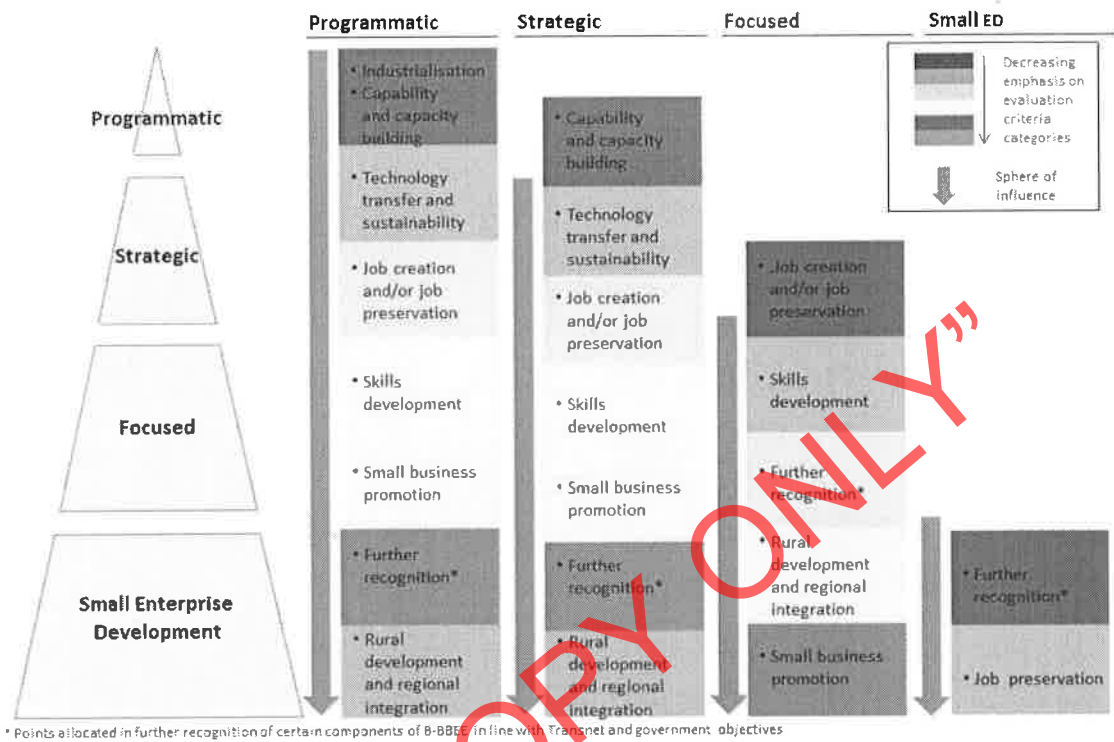 Programmatic
Strategic
Focused
Small ED
Programmatic
Strategic
Focused
Small Enterprise
Development
• Industrialisation
• Capability
and capacity
building
• Technology
transfer and
sustainability
• Job creation
and/or job
preservation
• Skills
development
• Small business
promotion
• Further
recognition*
• Rural
development
and regional
integration
• Capability
and capacity
building
• Technology
transfer and
sustainability
• Job creation
and/or job
preservation
• Skills
development
• Small business
promotion
• Further
recognition*
• Rural
development
and regional
integration
• Job creation
and/or job
preservation
• Skills
development
• Further
recognition*
• Rural
development
and regional
integration
• Small business
promotion
• Further
recognition*
• Job preservation
Decreasing
emphasis on
evaluation
criteria
categories
Sphere of
influence
* Points allocated in further recognition of certain components of B-BBEE in line with Transnet and government objectives
OPY ONLY”